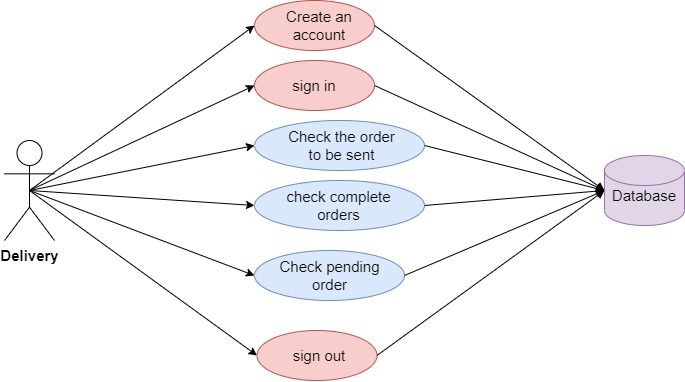 Create an
account
sign in
Check the order
to be sent
check complete
orders
Check pending
order
sign out
Delivery
Database